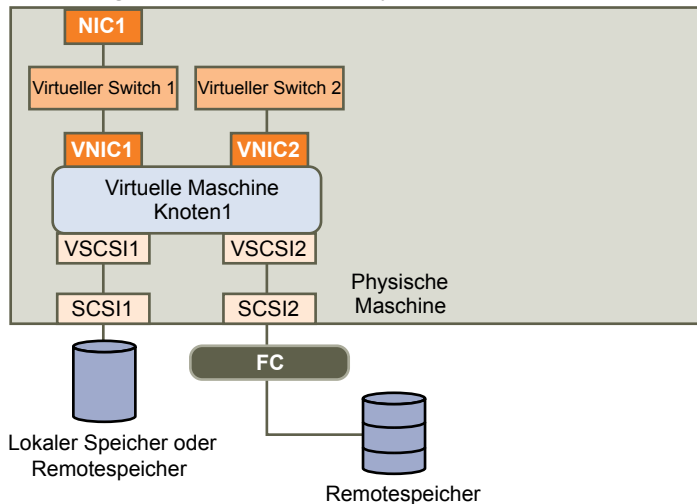 NIC1
Virtueller Switch 1
Virtueller Switch 2
VNIC1
VNIC2
Virtuelle Maschine
Knoten1
VSCSI1
VSCSI2
Physische
Maschine
SCSI1
SCSI2
FC
Lokaler Speicher oder
Remotespeicher
Remotespeicher